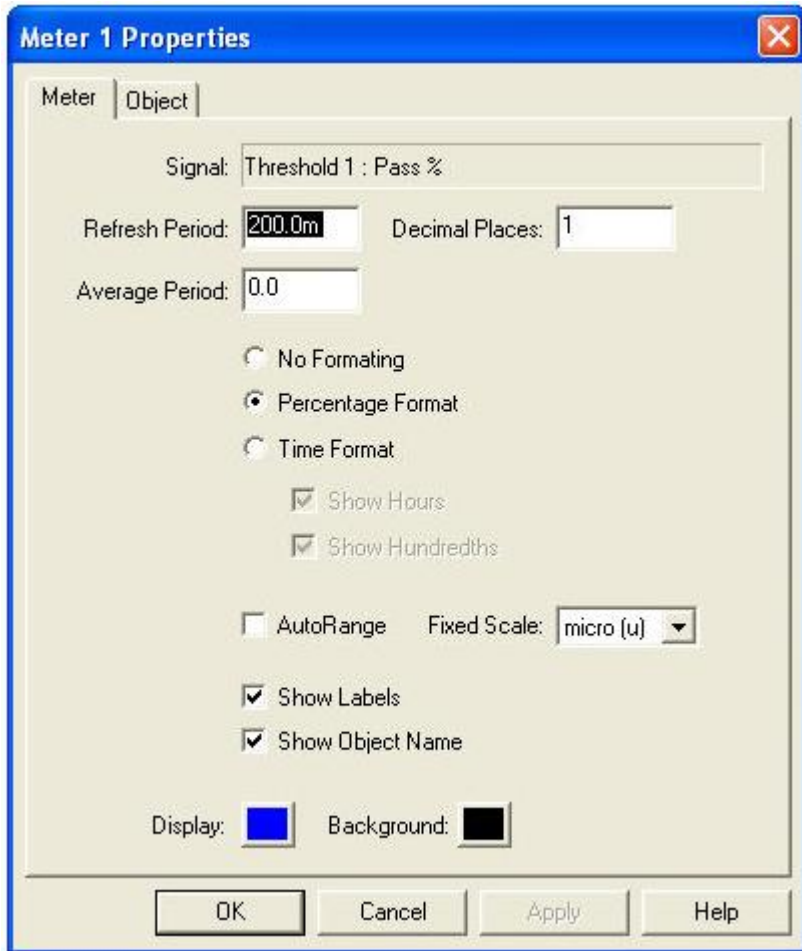 Meter 1 Properties
Meter Object
Signal: Threshold 1 : Pass %
Refresh Period: 200.0m Decimal Places: 1
Average Period: 0.0
No Formating
Percentage Format
Time Format
Show Hours
Show Hundredths
AutoRange Fixed Scale: micro (u)
Show Labels
Show Object Name
Display: Background:
OK Cancel Apply Help